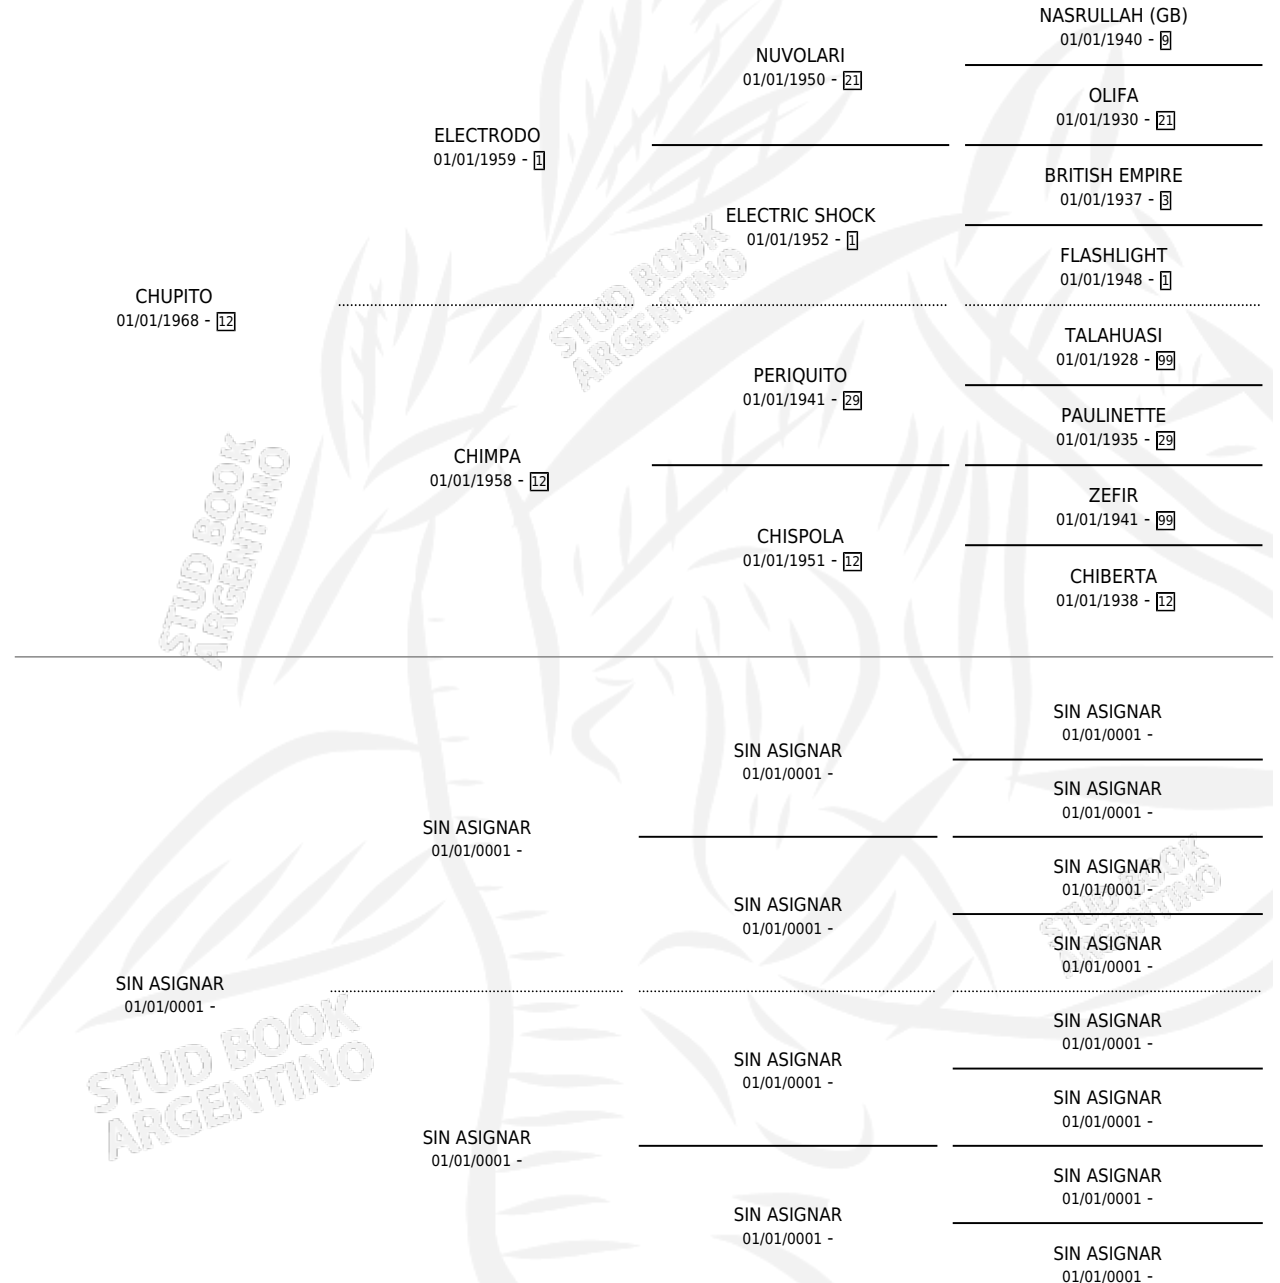 NASRULLAH (GB)
01/01/1940 - 9
NUVOLARI
01/01/1950 - 21
OLIFA
01/01/1930 - 21
ELECTRODO
01/01/1959 - 1
BRITISH EMPIRE
01/01/1937 - 3
ELECTRIC SHOCK
01/01/1952 - 1
FLASHLIGHT
01/01/1948 - 1
CHUPITO
01/01/1968 - 12
TALAHUASI
01/01/1928 - 99
PERIQUITO
01/01/1941 - 29
PAULINETTE
01/01/1935 - 29
CHIMPA
01/01/1958 - 12
ZEFIR
01/01/1941 - 99
CHISPOLA
01/01/1951 - 12
CHIBERTA
01/01/1938 - 12
STUD BOOK
ARGENTINO
STUD BOOK
ARGENTINO
SIN ASIGNAR
01/01/0001 -
SIN ASIGNAR
01/01/0001 -
SIN ASIGNAR
01/01/0001 -
SIN ASIGNAR
01/01/0001 -
SIN ASIGNAR
01/01/0001 -
SIN ASIGNAR
01/01/0001 -
SIN ASIGNAR
01/01/0001 -
SIN ASIGNAR
01/01/0001 -
SIN ASIGNAR
01/01/0001 -
SIN ASIGNAR
01/01/0001 -
SIN ASIGNAR
01/01/0001 -
SIN ASIGNAR
01/01/0001 -
SIN ASIGNAR
01/01/0001 -
SIN ASIGNAR
01/01/0001 -
SIN ASIGNAR
01/01/0001 -
STUD BOOK
ARGENTINO
STUD BOOK
ARGENTINO